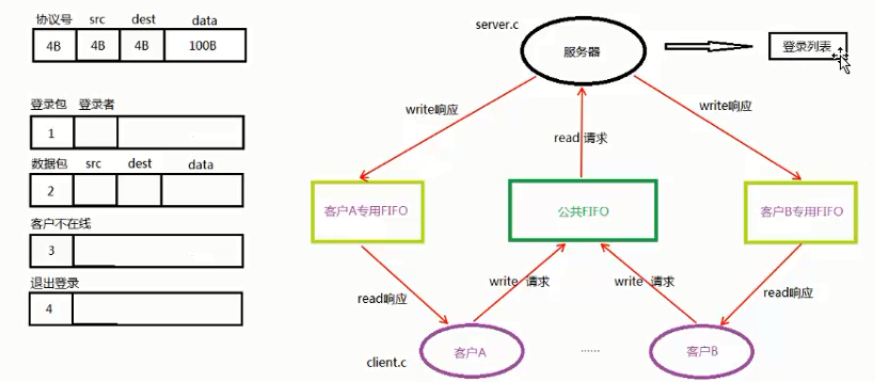 协议号 src dest data
4B 4B 4B 100B
登录包 登录者
1
数据包 src dest data
2
客户不在线
3
退出登录
4
server.c
服务器
登录列表
write响应
read 请求
write响应
客户A专用FIFO
公共FIFO
客户B专用FIFO
read响应
write 请求
write 请求
read响应
client.c
客户A
......
客户B